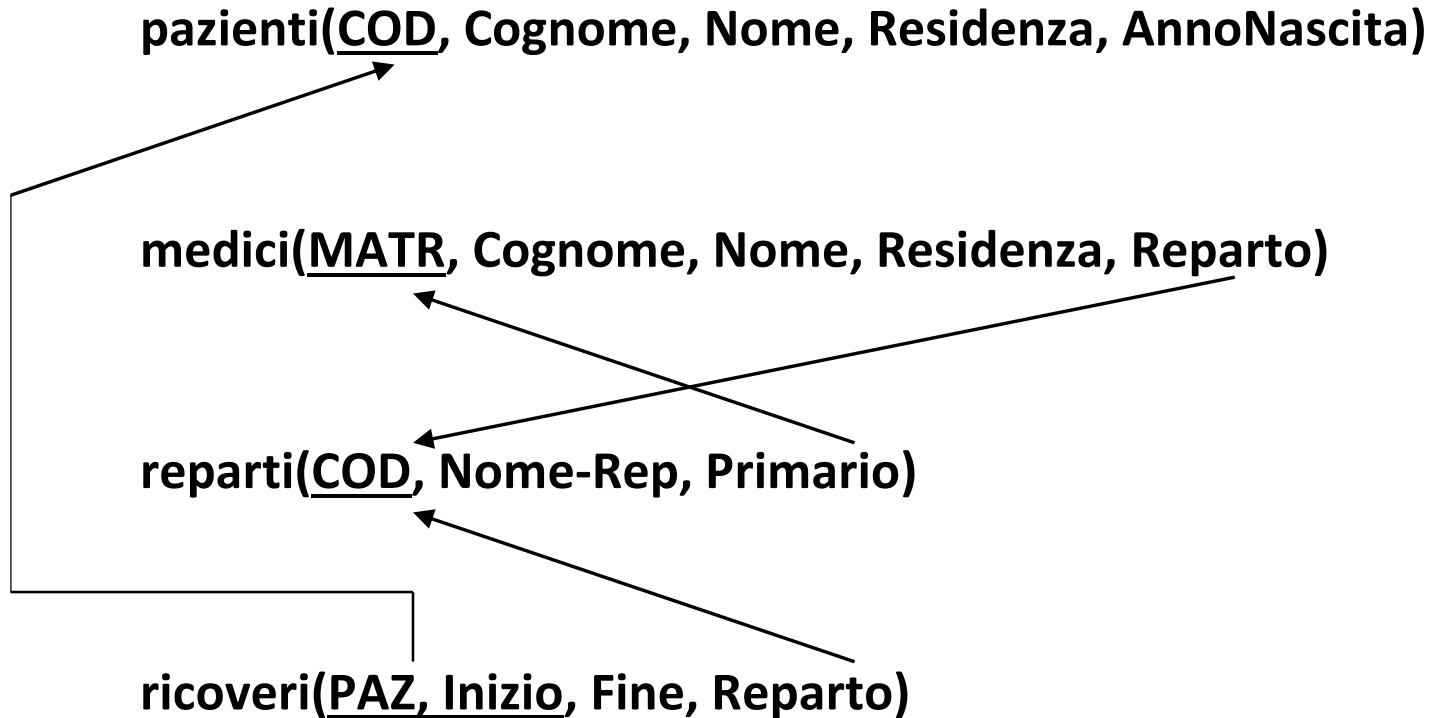 pazienti(COD, Cognome, Nome, Residenza, AnnoNascita)
medici(MATR, Cognome, Nome, Residenza, Reparto)
reparti(COD, Nome-Rep, Primario)
ricoveri(PAZ, Inizio, Fine, Reparto)